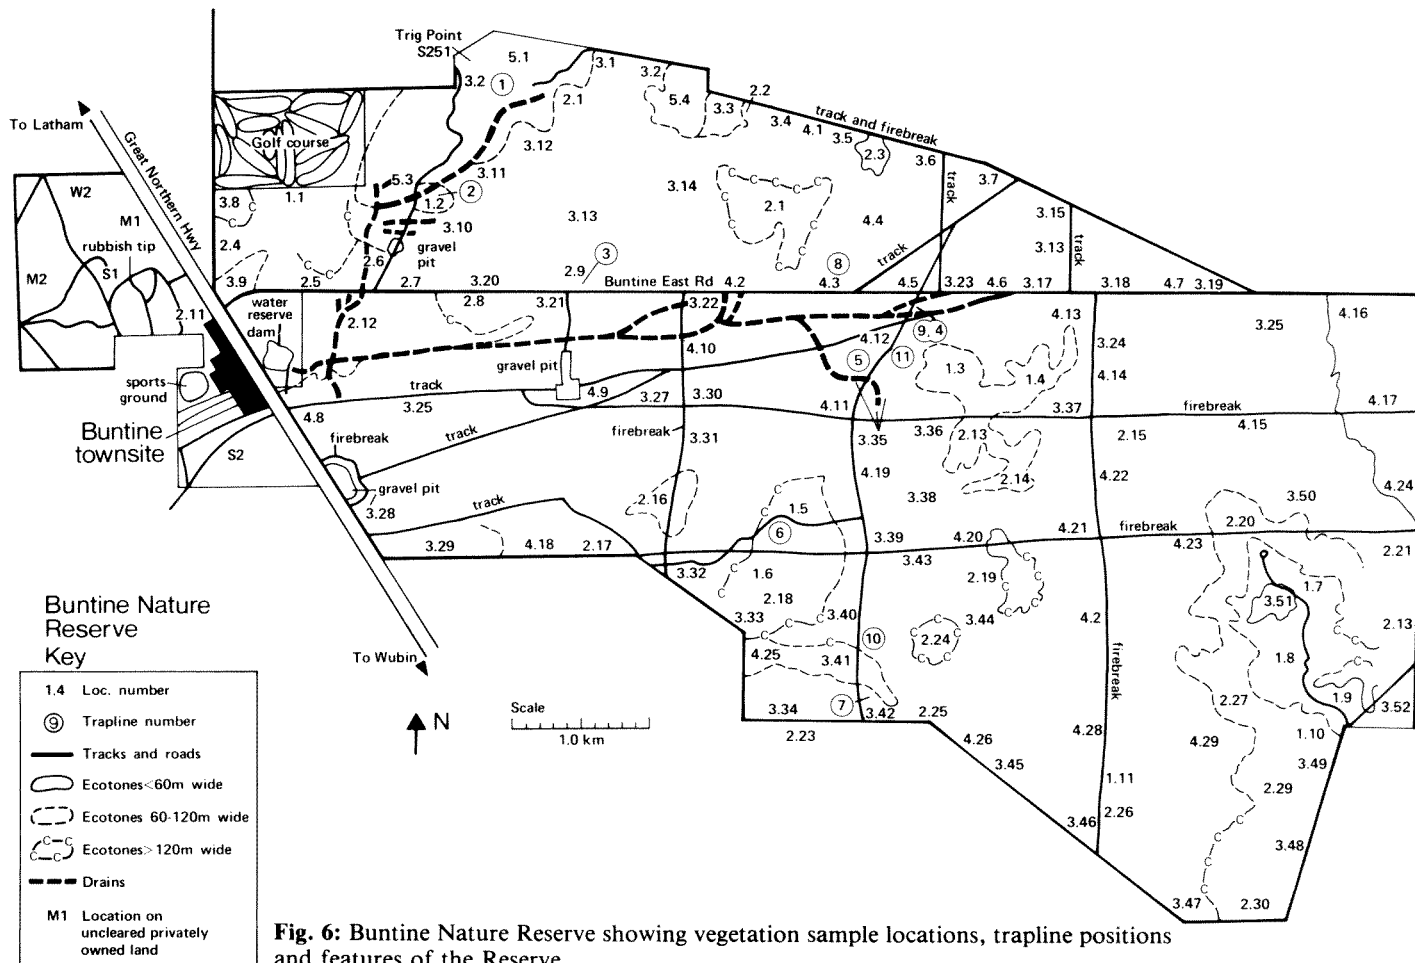 Trig Point
S251
5.1
3.1
3.2
1
3.2
2.1
5.4
3.3
2.2
3.4
4.1
3.5
track and firebreak
2.3
3.6
3.7
To Latham
Great Northern Hwy
Golf course
3.12
3.11
5.3
1.2
2
3.10
3.14
2.1
4.4
track
3.15
3.13
track
W2
M1
rubbish tip
S1
M2
1.1
3.8
2.4
3.13
gravel
pit
3
8
track
3.9
2.5
2.6
2.7
3.20
2.9
Buntine East Rd
4.2
4.3
4.5
3.23
4.6
3.17
3.18
4.7
3.19
2.11
water
reserve
dam
2.12
2.8
3.21
3.22
4.13
3.25
4.16
9, 4
4.12
4.10
5
11
3.24
gravel pit
1.3
1.4
4.14
sports
ground
track
4.9
3.27
3.30
4.11
3.37
firebreak
4.17
4.8
3.25
Buntine
townsite
S2
firebreak
track
firebreak
3.31
3.35
3.36
2.13
2.15
4.15
gravel pit
3.28
track
2.16
1.5
4.19
3.38
2.14
4.22
3.50
4.24
3.29
4.18
2.17
6
3.39
4.20
4.21
firebreak
2.20
4.23
2.21
3.32
1.6
3.43
2.19
2.18
3.51
1.7
3.33
3.40
3.44
4.2
2.13
10
2.24
4.25
3.41
firebreak
1.8
To Wubin
2.27
1.9
3.52
7
3.34
3.42
2.25
2.23
4.26
4.28
4.29
1.10
3.45
3.49
1.11
2.29
3.46
2.26
3.48
3.47
2.30
Scale
1.0 km
N
Buntine Nature
Reserve
Key
1.4 Loc. number
9 Trapline number
Tracks and roads
Ecotones<60m wide
Ecotones 60-120m wide
C C C C Ecotones>120m wide
Drains
M1 Location on
uncleared privately
owned land
Fig. 6: Buntine Nature Reserve showing vegetation sample locations, trapline positions
and features of the Reserve